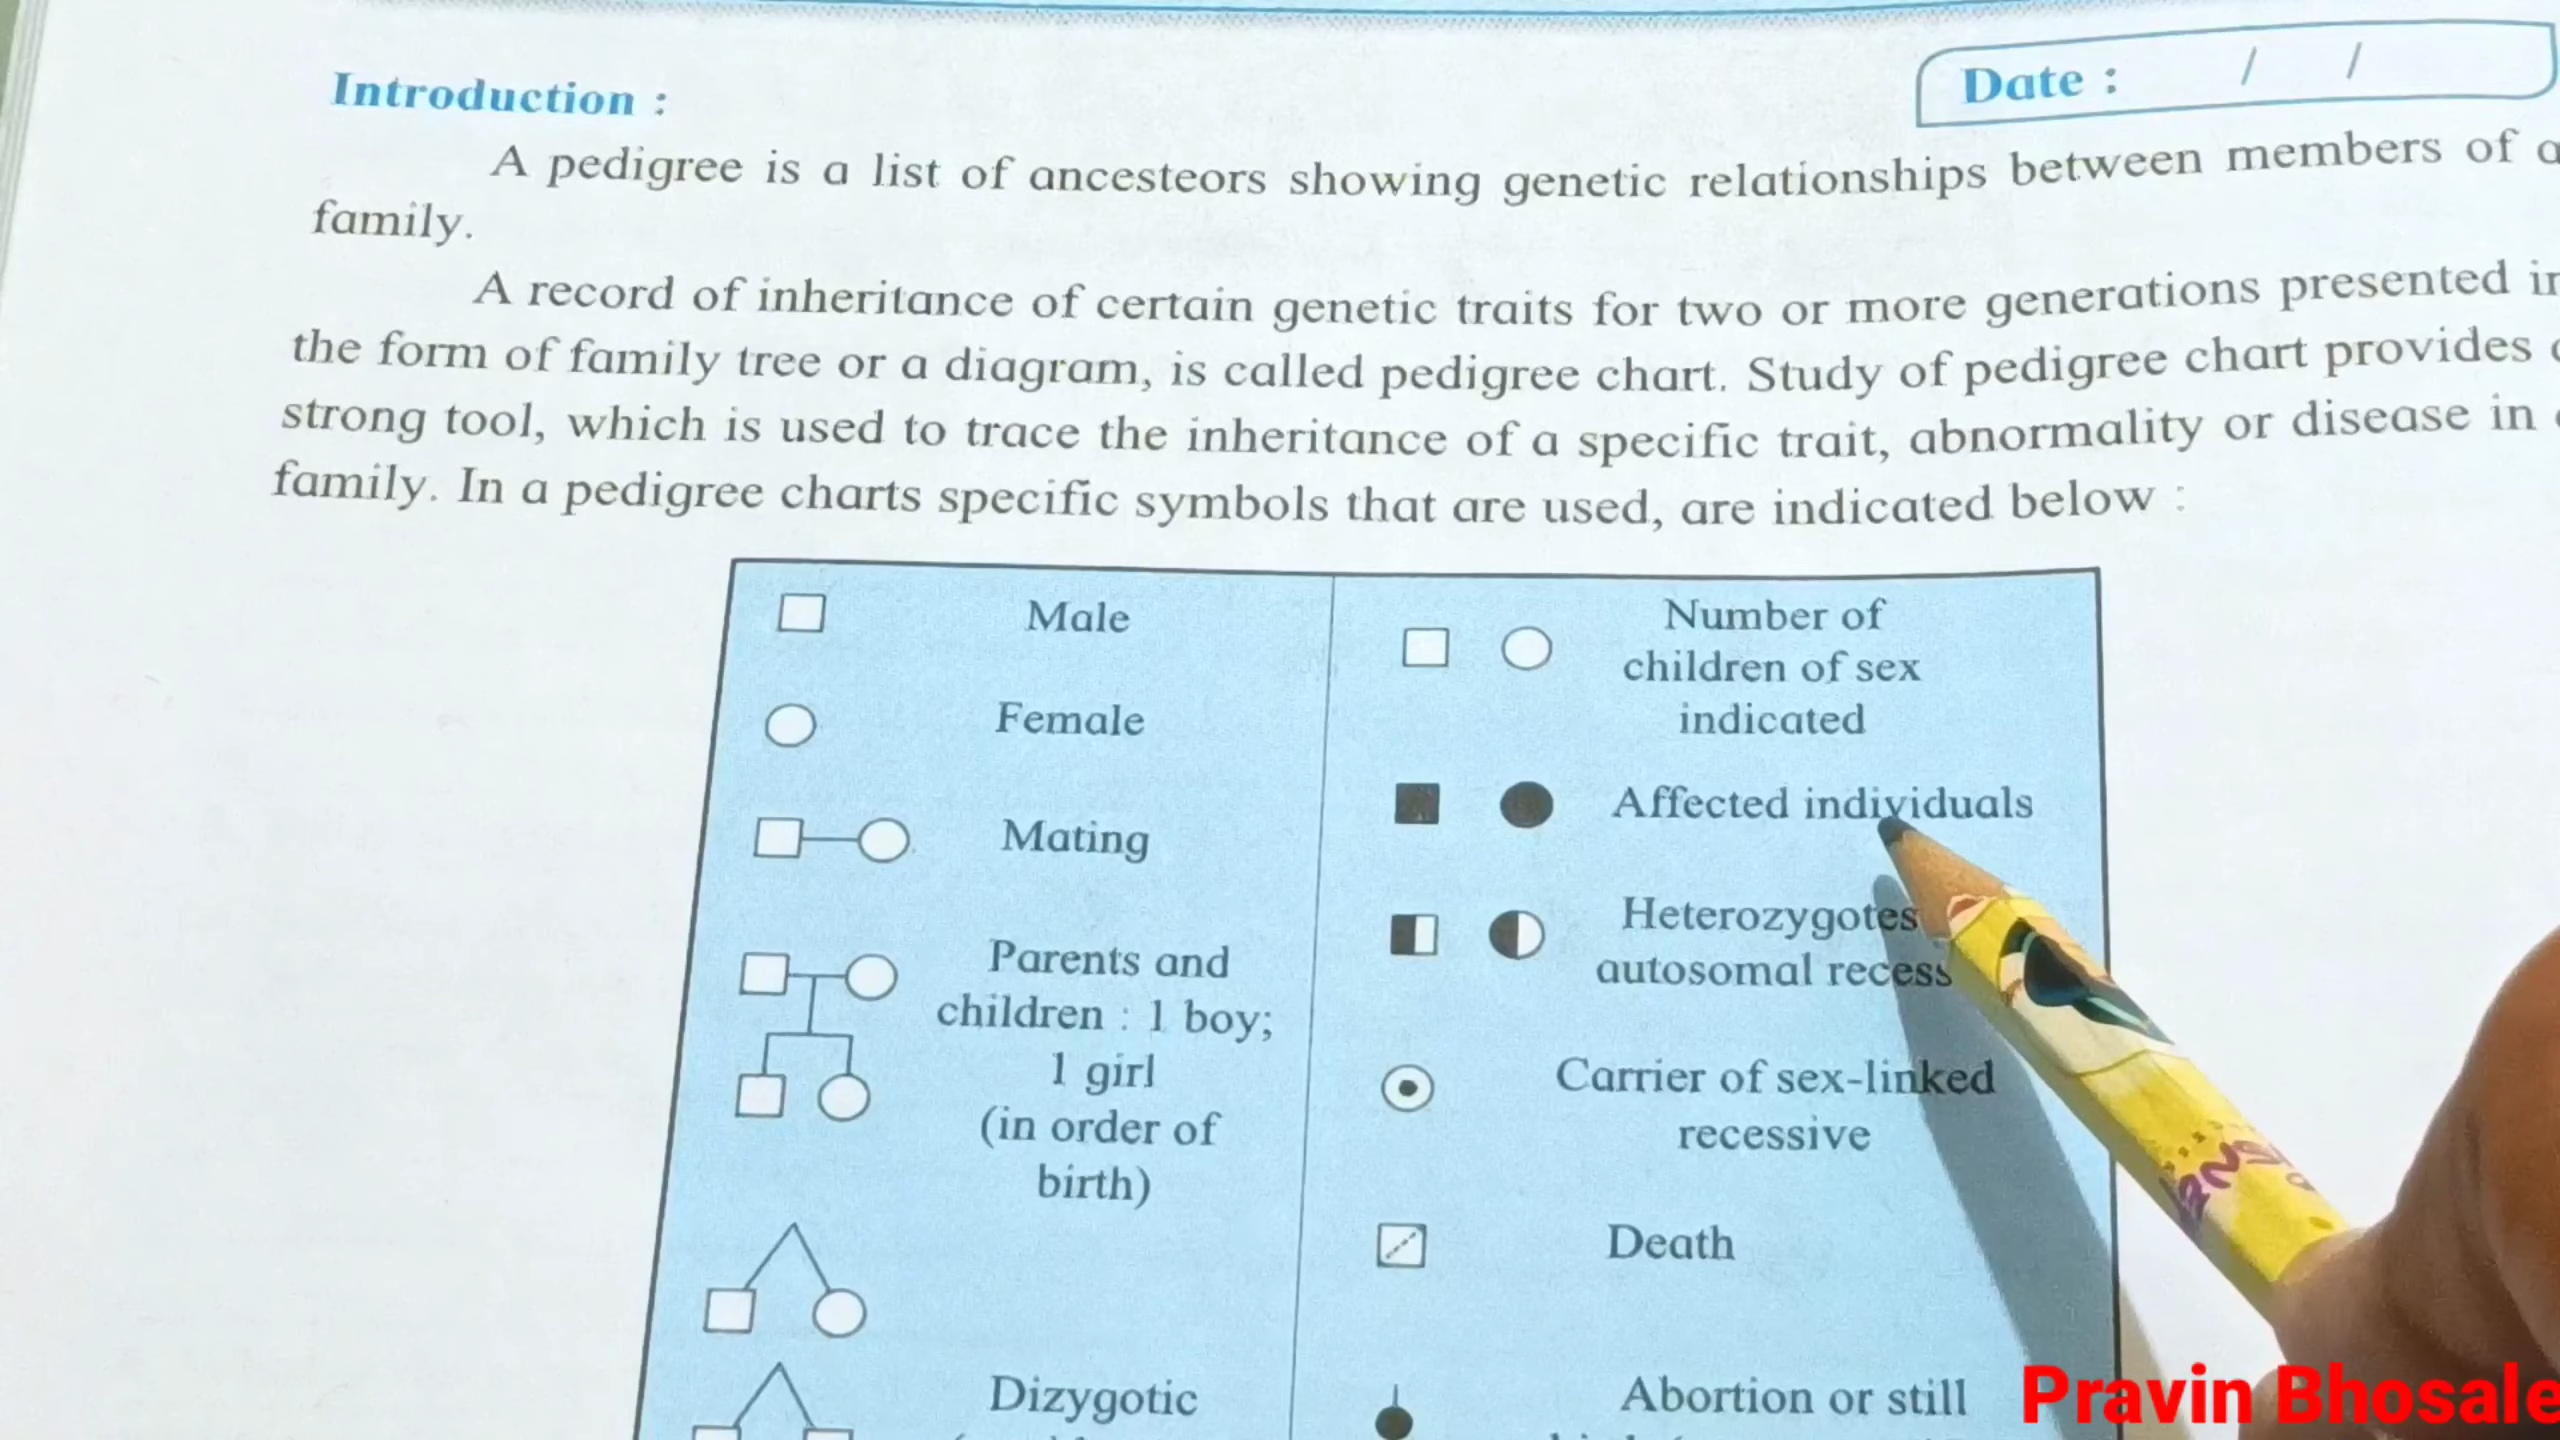 Introduction :
Date : / /
A pedigree is a list of ancesteors showing genetic relationships between members of a
family.
A record of inheritance of certain genetic traits for two or more generations presented in
the form of family tree or a diagram, is called pedigree chart. Study of pedigree chart provides
strong tool, which is used to trace the inheritance of a specific trait, abnormality or disease in
family. In a pedigree charts specific symbols that are used, are indicated below :
Male
Female
Mating
Parents and
children : 1 boy;
1 girl
(in order of
birth)
Dizygotic
Number of
children of sex
indicated
Affected individuals
Heterozygotes
autosomal recess
Carrier of sex-linked
recessive
Death
Abortion or still
Pravin Bhosale